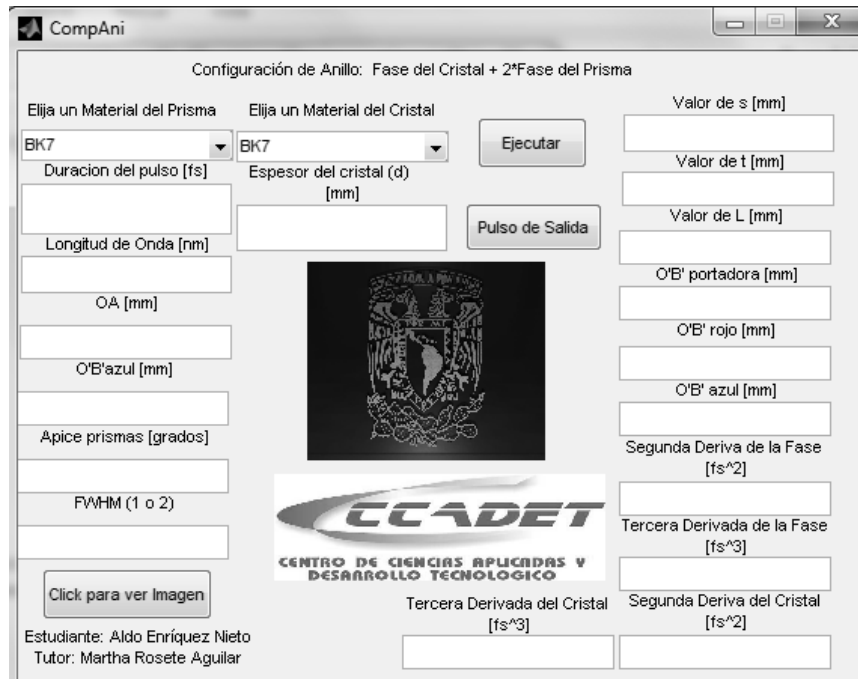 CompAni
Configuración de Anillo: Fase del Cristal + 2*Fase del Prisma
Elija un Material del Prisma
BK7
Duracion del pulso [fs]
Longitud de Onda [nm]
OA [mm]
O'B'azul [mm]
Apice prismas [grados]
FWHM (1 o 2)
Click para ver Imagen
Estudiante: Aldo Enríquez Nieto
Tutor: Martha Rosete Aguilar
Elija un Material del Cristal
BK7
Espesor del cristal (d)
[mm]
Ejecutar
Pulso de Salida
CCADET
CENTRO DE CIENCIAS APLICADAS Y
DESARROLLO TECNOLOGICO
Valor de s [mm]
Valor de t [mm]
Valor de L [mm]
O'B' portadora [mm]
O'B' rojo [mm]
O'B' azul [mm]
Segunda Deriva de la Fase
[fs^2]
Tercera Derivada de la Fase
[fs^3]
Tercera Derivada del Cristal
[fs^3]
Segunda Deriva del Cristal
[fs^2]